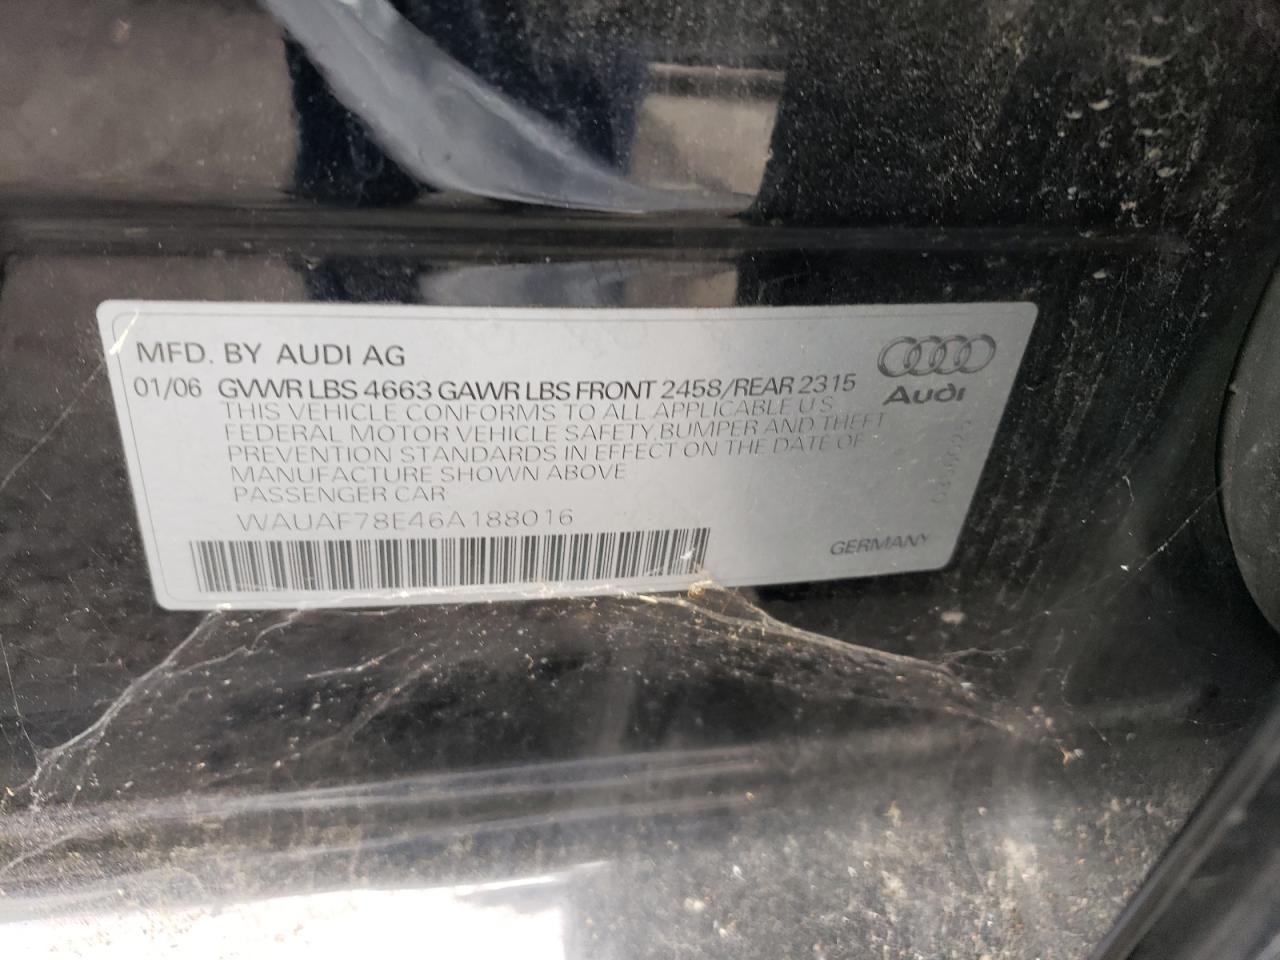 MFD. BY AUDI AG
01/06 GVWR LBS 4663 GAWR LBS FRONT 2458/REAR 2315
THIS VEHICLE CONFORMS TO ALL APPLICABLE U.S.
FEDERAL MOTOR VEHICLE SAFETY, BUMPER AND THEFT
PREVENTION STANDARDS IN EFFECT ON THE DATE OF
MANUFACTURE SHOWN ABOVE
PASSENGER CAR
WAUAF78E46A188016
Audi
GERMANY